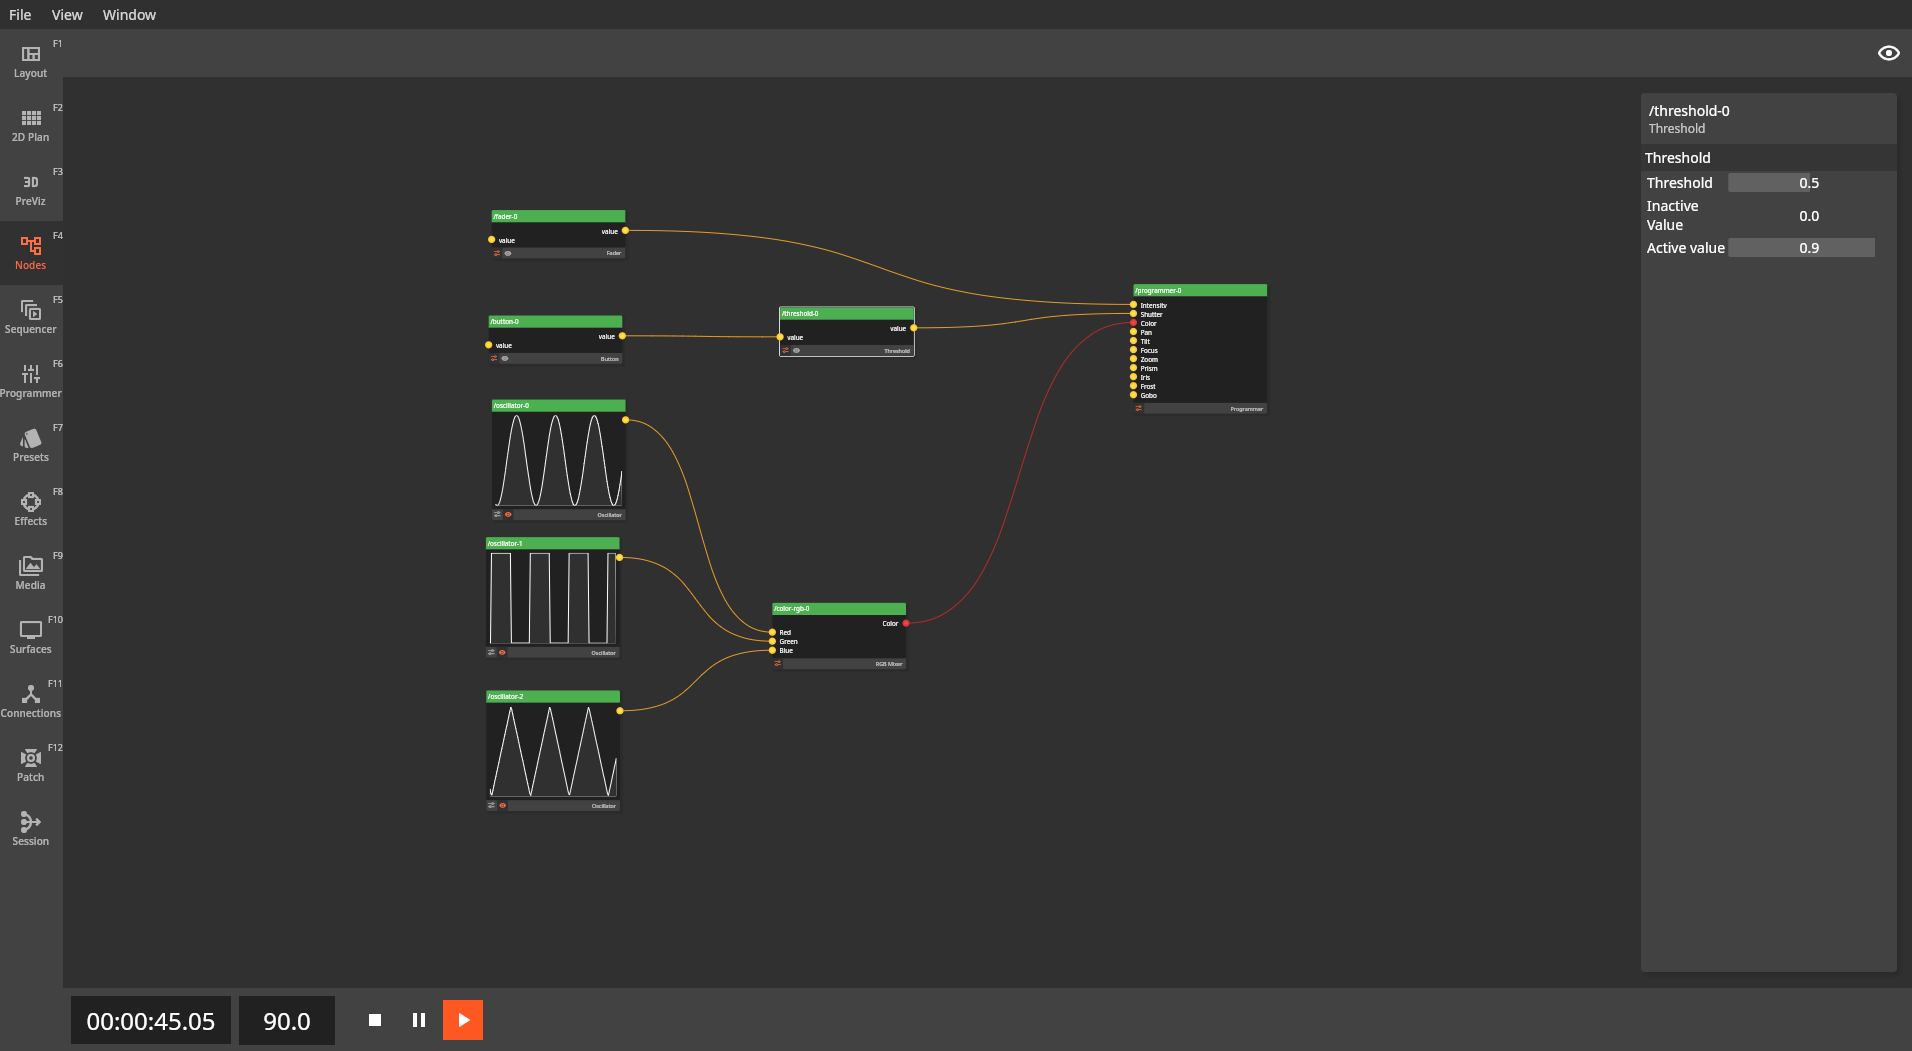 File View Window
F1
Layout
F2
2D Plan
F3
3D
PreViz
F4
Nodes
F5
Sequencer
F6
Programmer
F7
Presets
F8
Effects
F9
Media
F10
Surfaces
F11
Connections
F12
Patch
Session
/fader-0
value
value
Fader
/button-0
value
value
Button
/oscillator-0
Oscillator
/oscillator-1
Oscillator
/oscillator-2
Oscillator
/threshold-0
value
value
Threshold
/color-rgb-0
Color
Red
Green
Blue
RGB Mixer
/programmer-0
Intensity
Shutter
Color
Pan
Tilt
Focus
Zoom
Prism
Iris
Frost
Gobo
Programmer
/threshold-0
Threshold
Threshold
Threshold 0.5
Inactive
Value 0.0
Active value 0.9
00:00:45.05 90.0